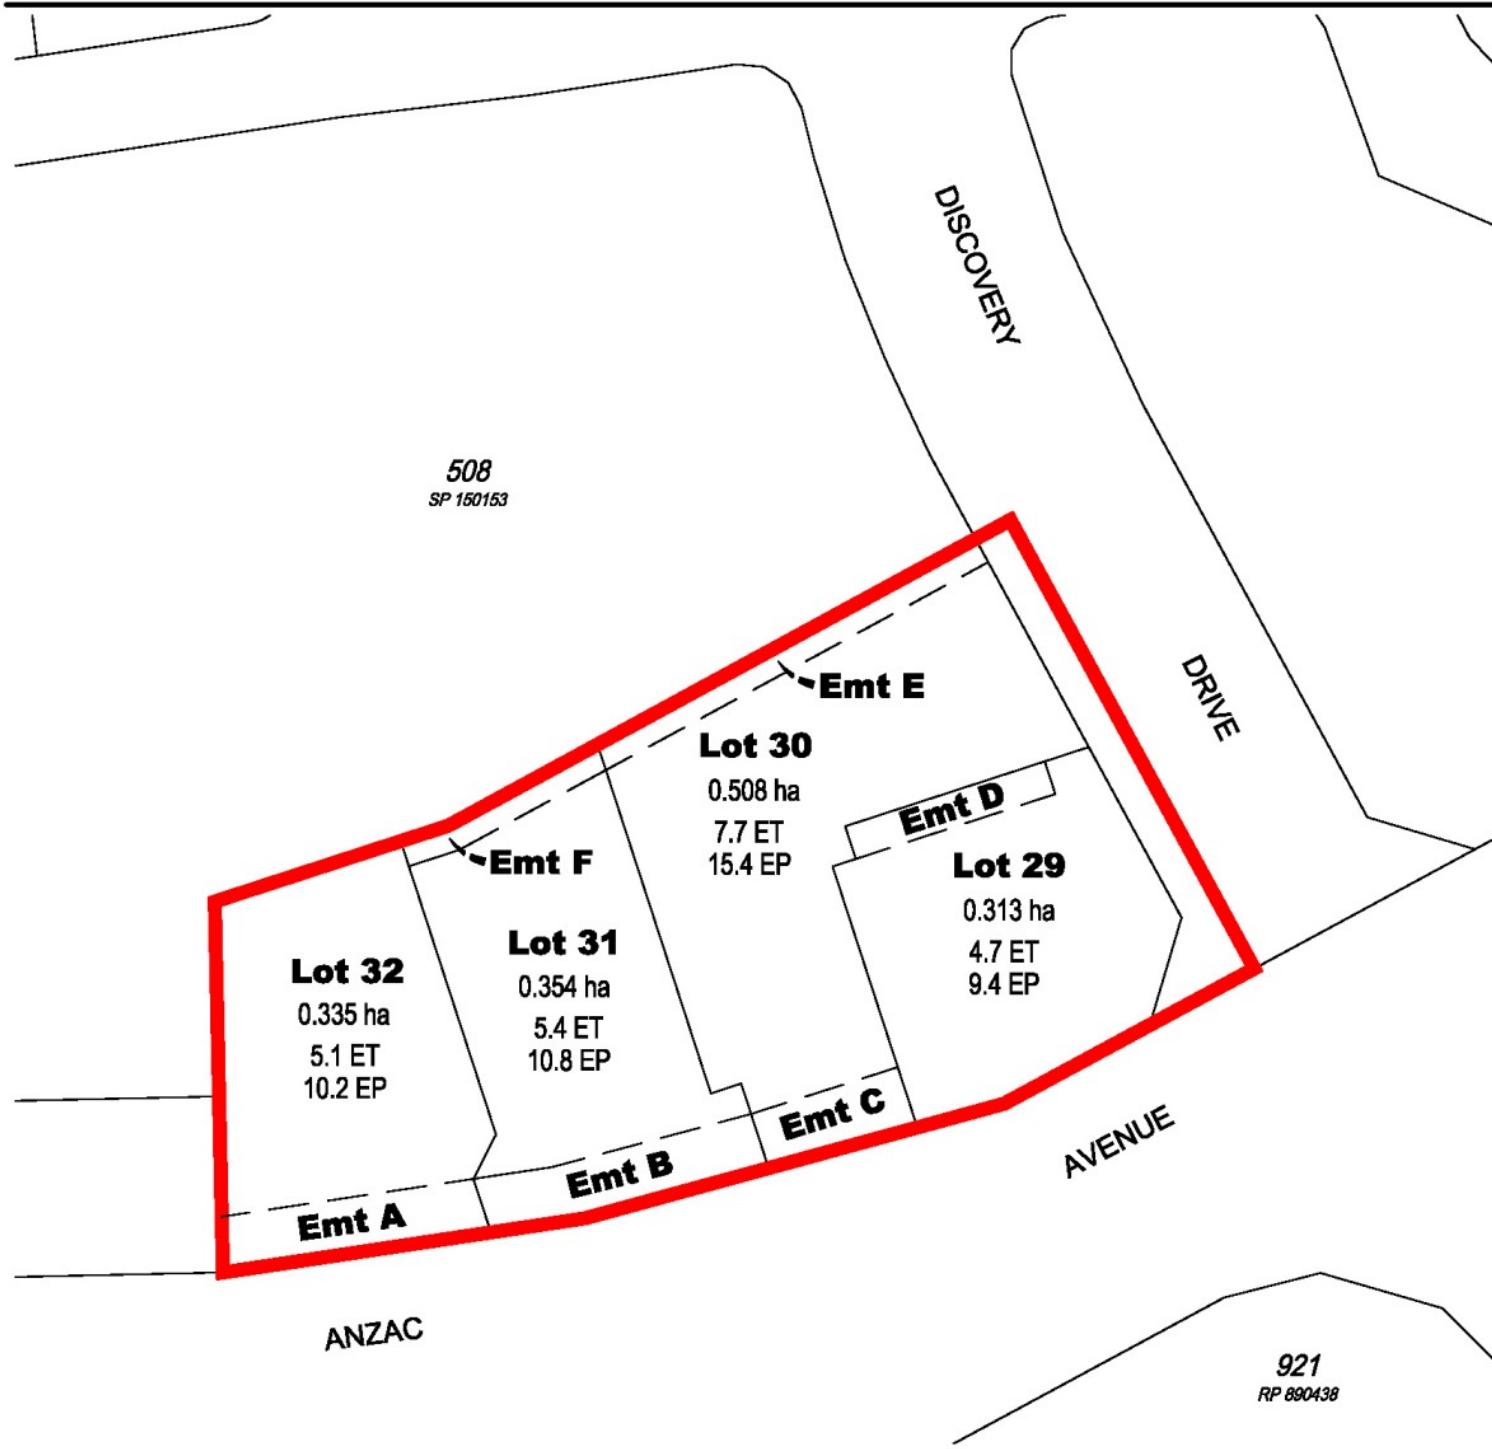 DISCOVERY
508
SP 150153
DRIVE
Emt E
Lot 30
0.508 ha
7.7 ET
15.4 EP
Emt D
Emt F
Lot 29
0.313 ha
4.7 ET
9.4 EP
Lot 31
0.354 ha
5.4 ET
10.8 EP
Lot 32
0.335 ha
5.1 ET
10.2 EP
Emt C
Emt B
Emt A
AVENUE
ANZAC
921
RP 890438